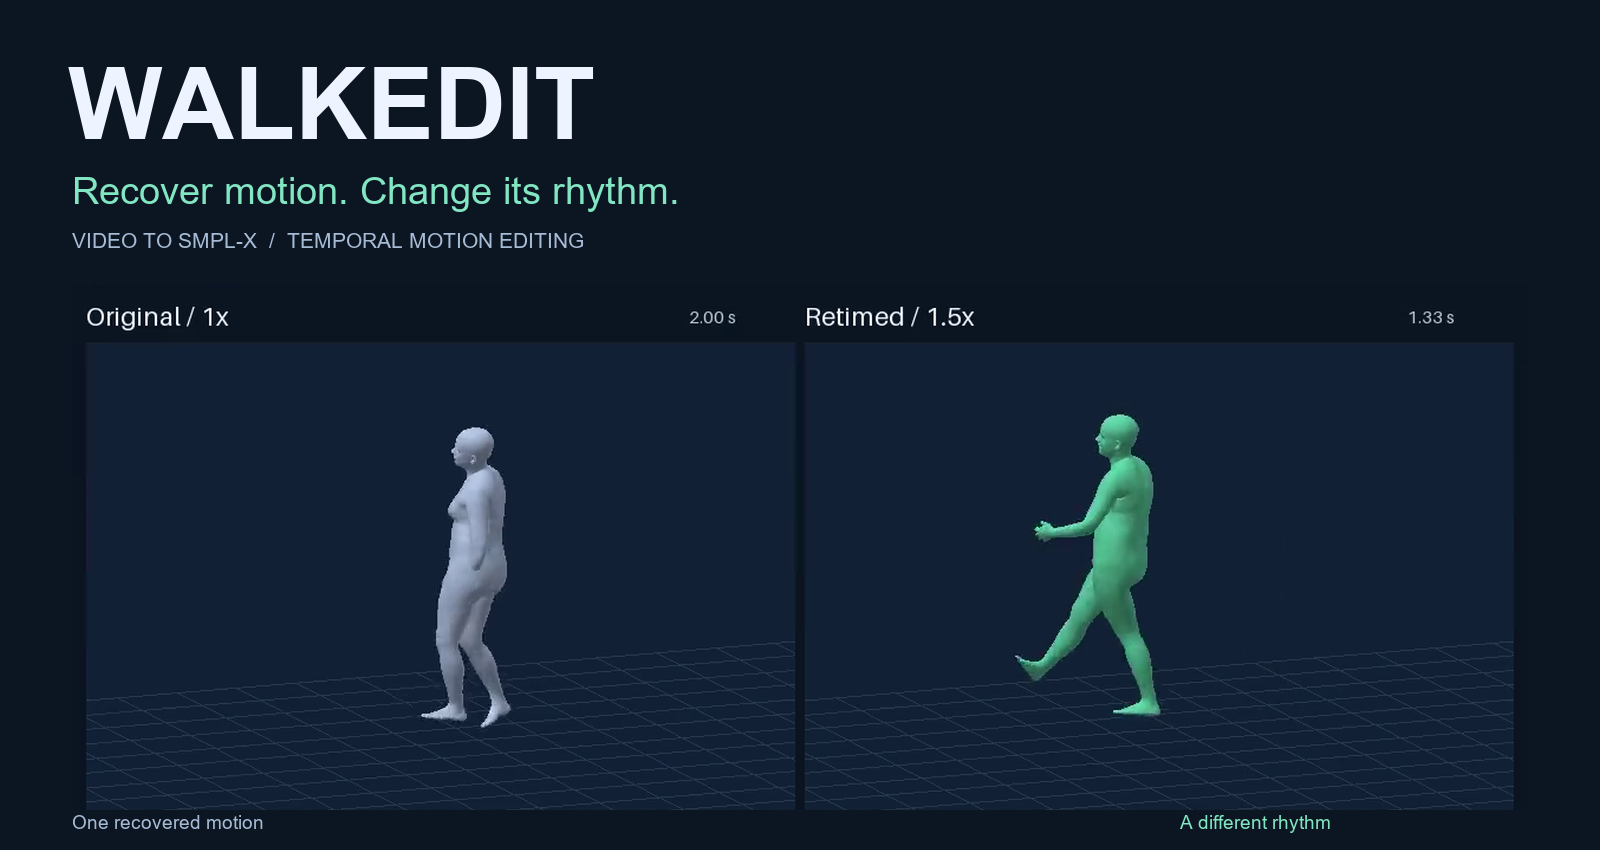 WALKEDIT
Recover motion. Change its rhythm.
VIDEO TO SMPL-X / TEMPORAL MOTION EDITING
Original / 1x
2.00 s
Retimed / 1.5x
1.33 s
One recovered motion
A different rhythm